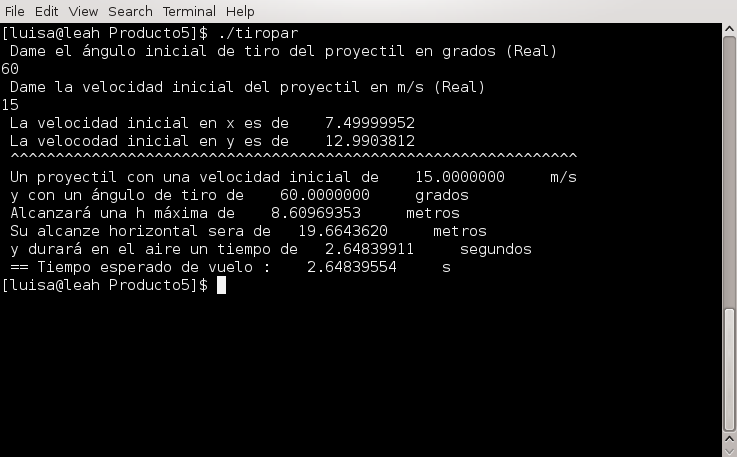 File Edit View Search Terminal Help
[luisa@leah Producto5]$ ./tiropar
Dame el ángulo inicial de tiro del proyectil en grados (Real)
60
Dame la velocidad inicial del proyectil en m/s (Real)
15
La velocidad inicial en x es de 7.49999952
La velocodad inicial en y es de 12.9903812
^^^^^^^^^^^^^^^^^^^^^^^^^^^^^^^^^^^^^^^^^^^^^^^^^^^^^^^^^^^^^^^
Un proyectil con una velocidad inicial de 15.0000000 m/s
y con un ángulo de tiro de 60.0000000 grados
Alcanzará una h máxima de 8.60969353 metros
Su alcanze horizontal sera de 19.6643620 metros
y durará en el aire un tiempo de 2.64839911 segundos
== Tiempo esperado de vuelo : 2.64839554 s
[luisa@leah Producto5]$